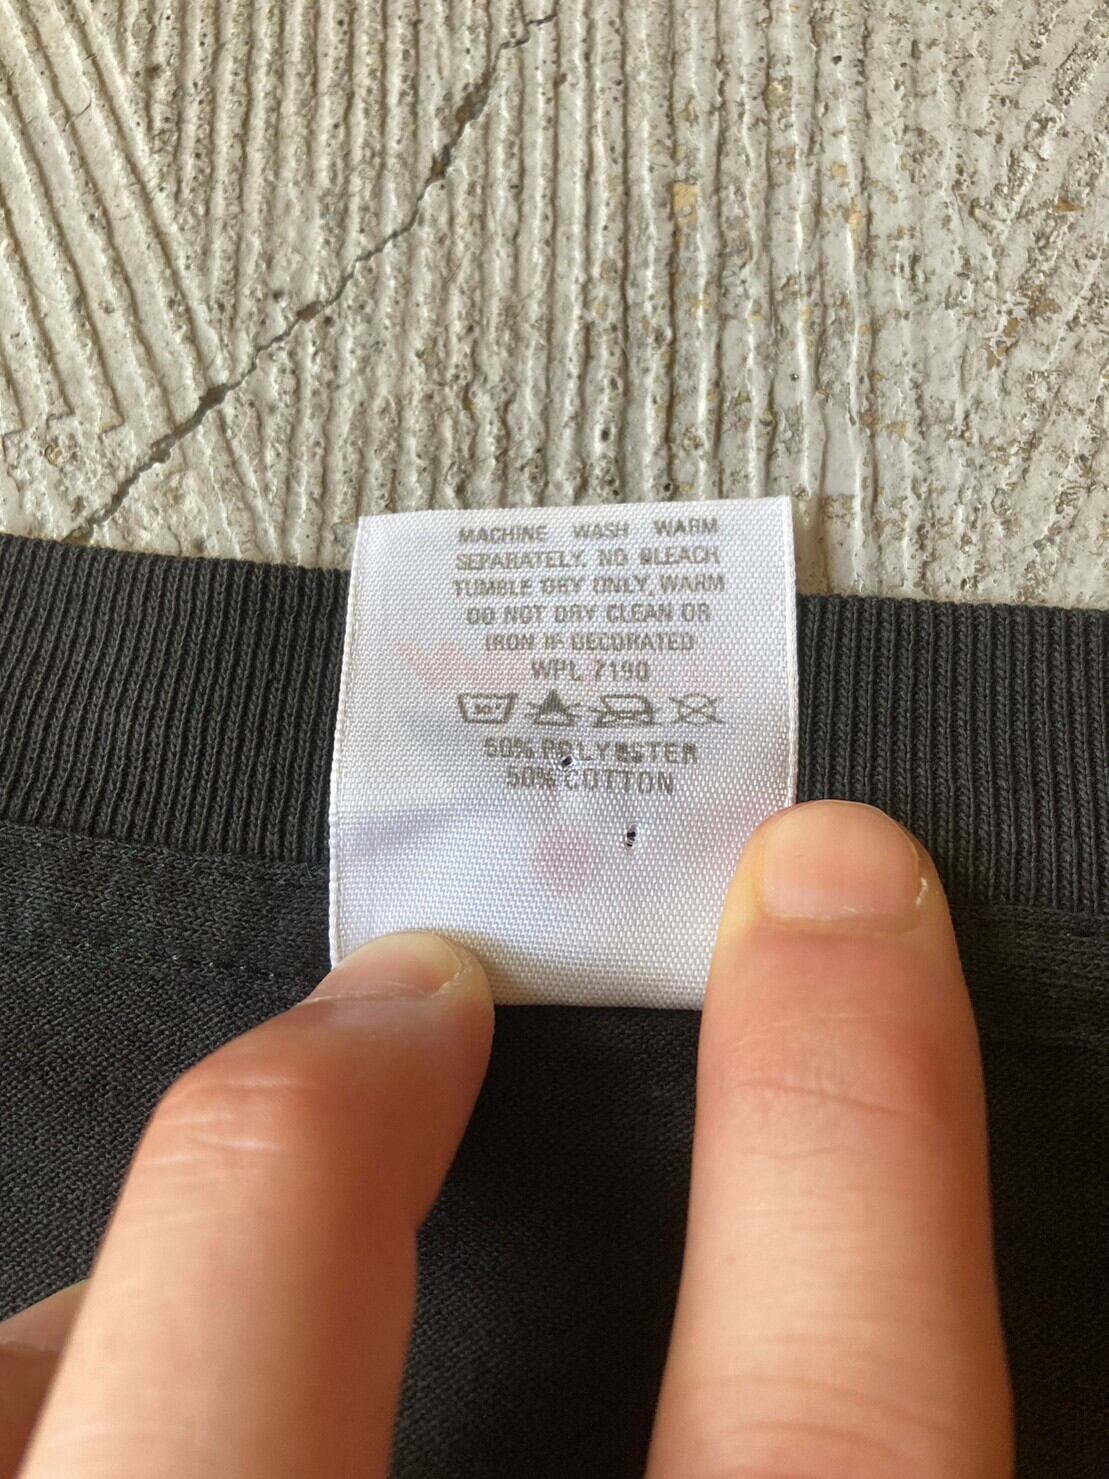 MACHINE WASH WARM
SEPARATELY, NO BLEACH
TUMBLE DRY ONLY, WARM
DO NOT DRY CLEAN OR
IRON IF DECORATED
WPL 7190
50% POLYESTER
50% COTTON